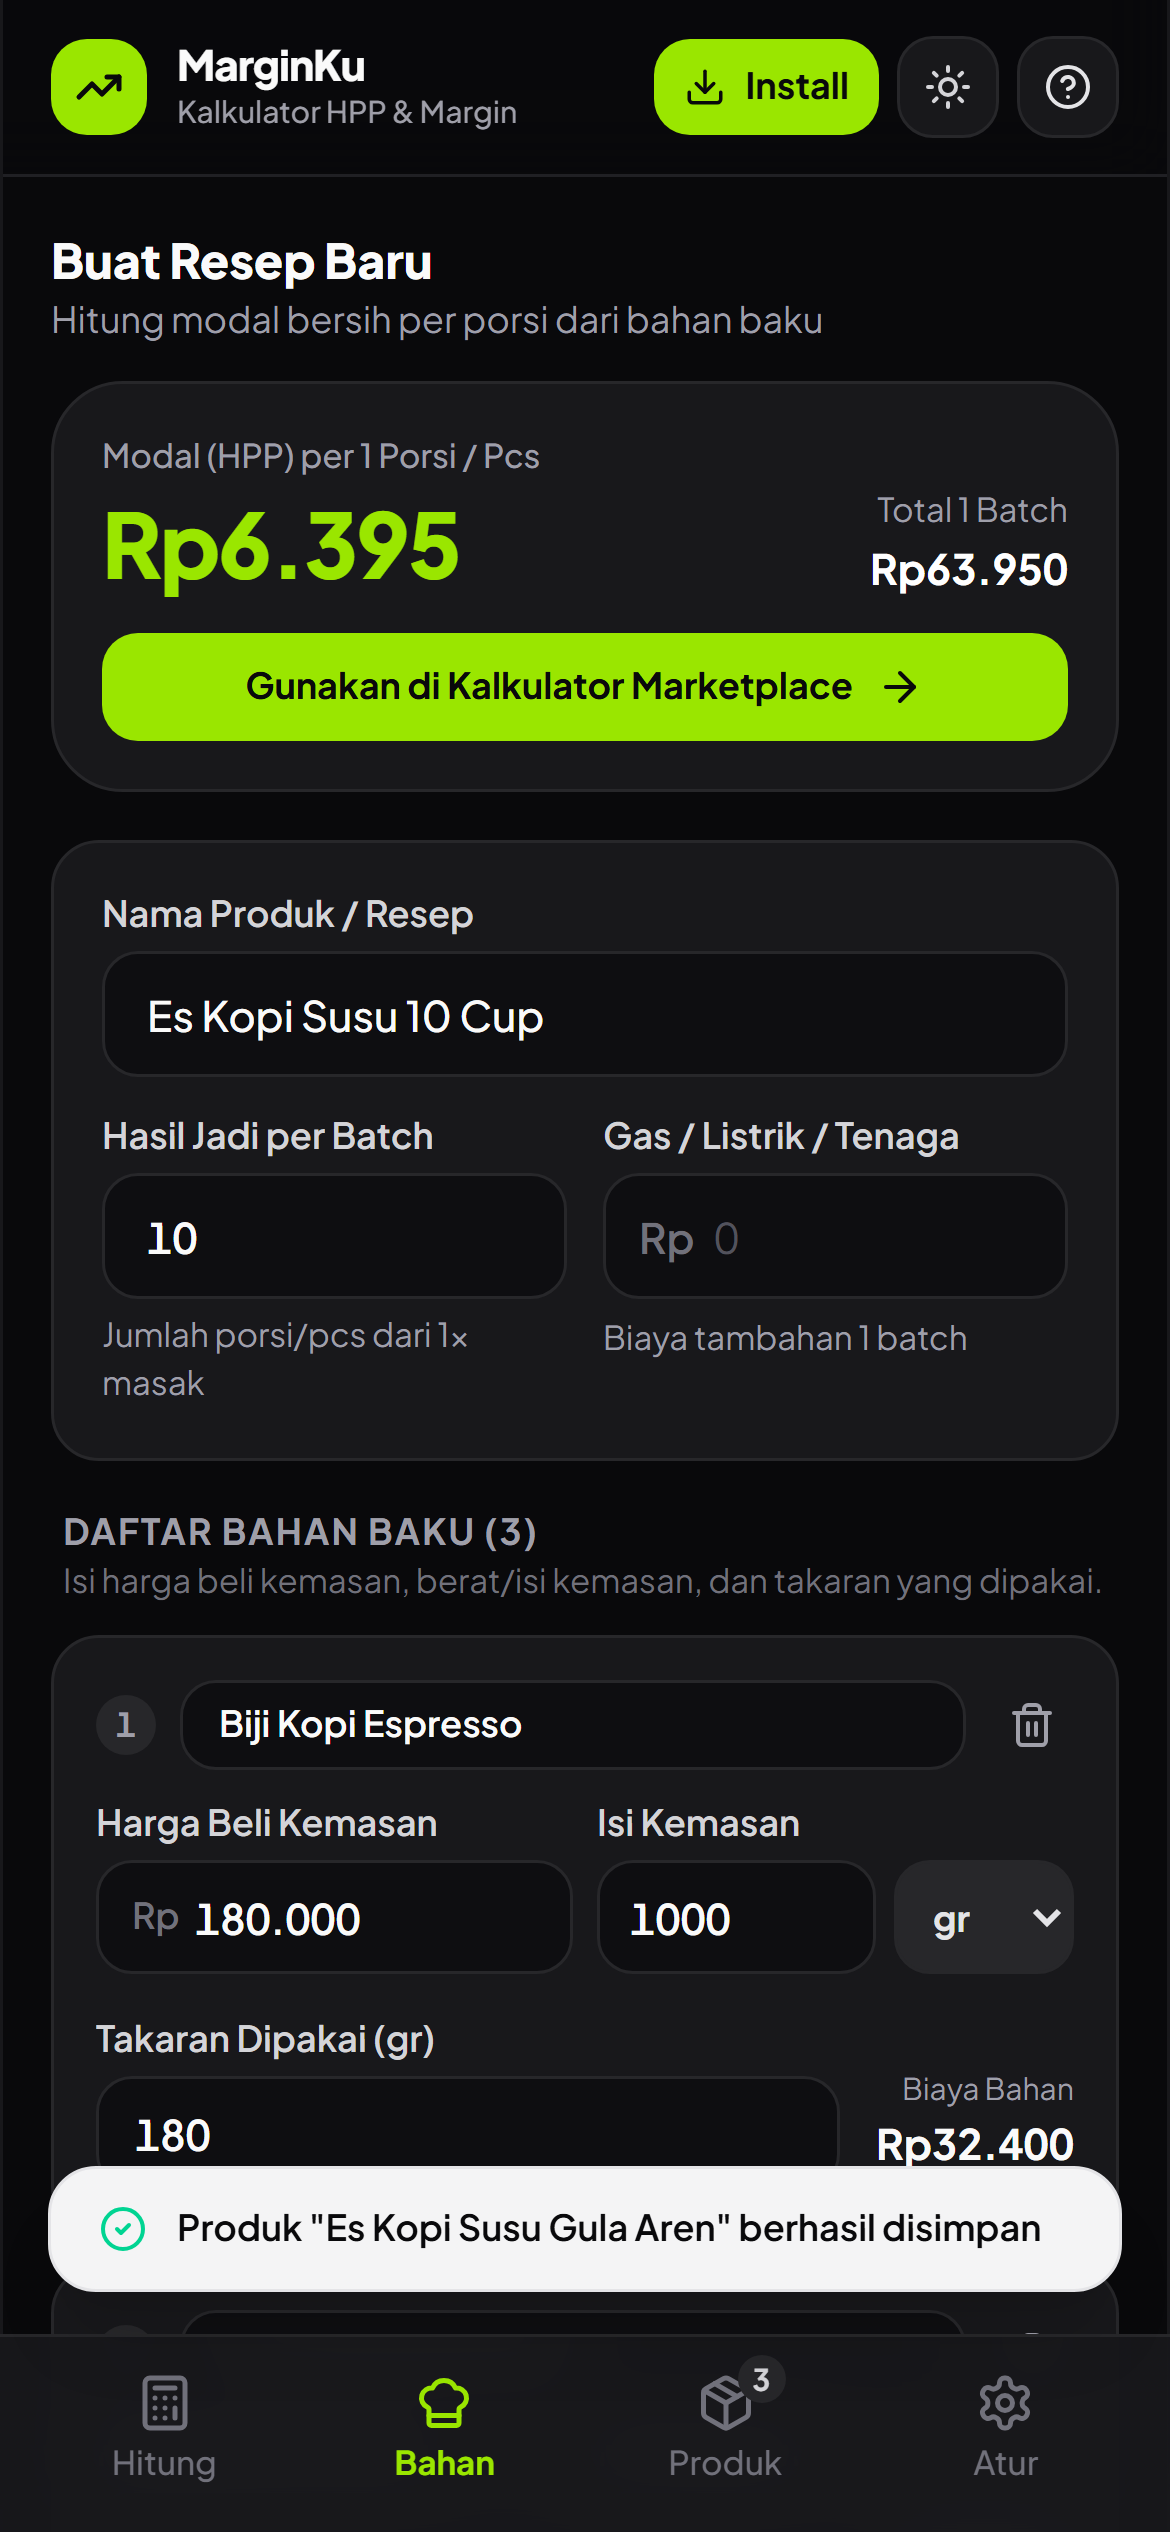 MarginKu
Kalkulator HPP & Margin
Install
Buat Resep Baru
Hitung modal bersih per porsi dari bahan baku
Modal (HPP) per 1 Porsi / Pcs
Rp6.395
Total 1 Batch
Rp63.950
Gunakan di Kalkulator Marketplace
Nama Produk / Resep
Es Kopi Susu 10 Cup
Hasil Jadi per Batch
10
Jumlah porsi/pcs dari 1×
masak
Gas / Listrik / Tenaga
Rp 0
Biaya tambahan 1 batch
DAFTAR BAHAN BAKU (3)
Isi harga beli kemasan, berat/isi kemasan, dan takaran yang dipakai.
1
Biji Kopi Espresso
Harga Beli Kemasan
Rp 180.000
Isi Kemasan
1000
gr
Takaran Dipakai (gr)
180
Biaya Bahan
Rp32.400
Produk "Es Kopi Susu Gula Aren" berhasil disimpan
Hitung
Bahan
3
Produk
Atur